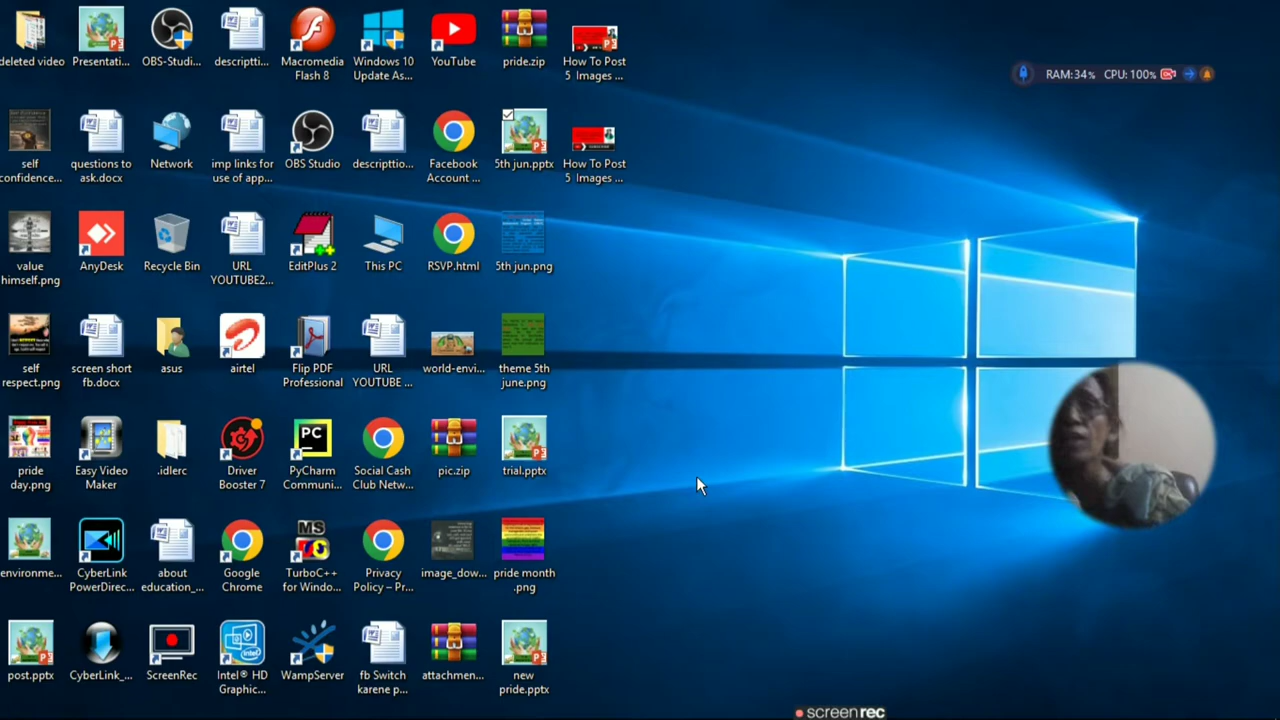 deleted video
Presentati...
OBS-Studi...
descriptti...
Macromedia
Flash 8
Windows 10
Update As...
YouTube
pride.zip
How To Post
5 Images ...
RAM:34% CPU: 100%
self
confidence...
questions to
ask.docx
Network
imp links for
use of app...
OBS Studio
descripttio...
Facebook
Account ...
5th jun.pptx
How To Post
5 Images ...
value
himself.png
AnyDesk
Recycle Bin
URL
YOUTUBE2...
EditPlus 2
This PC
RSVP.html
5th jun.png
self
respect.png
screen short
fb.docx
asus
airtel
Flip PDF
Professional
URL
YOUTUBE ...
world-envi...
theme 5th
june.png
pride
day.png
Easy Video
Maker
.idlerc
Driver
Booster 7
PC
PyCharm
Communi...
Social Cash
Club Netw...
pic.zip
trial.pptx
environme...
CyberLink
PowerDirec...
about
education_...
Google
Chrome
MS
TurboC++
for Windo...
Privacy
Policy – Pr...
image_dow...
pride month
.png
post.pptx
CyberLink_...
ScreenRec
Intel® HD
Graphic...
WampServer
fb Switch
karene p...
attachmen...
new
pride.pptx
screenrec